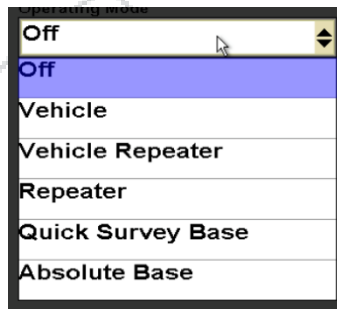 Operating Mode
Off
Off
Vehicle
Vehicle Repeater
Repeater
Quick Survey Base
Absolute Base